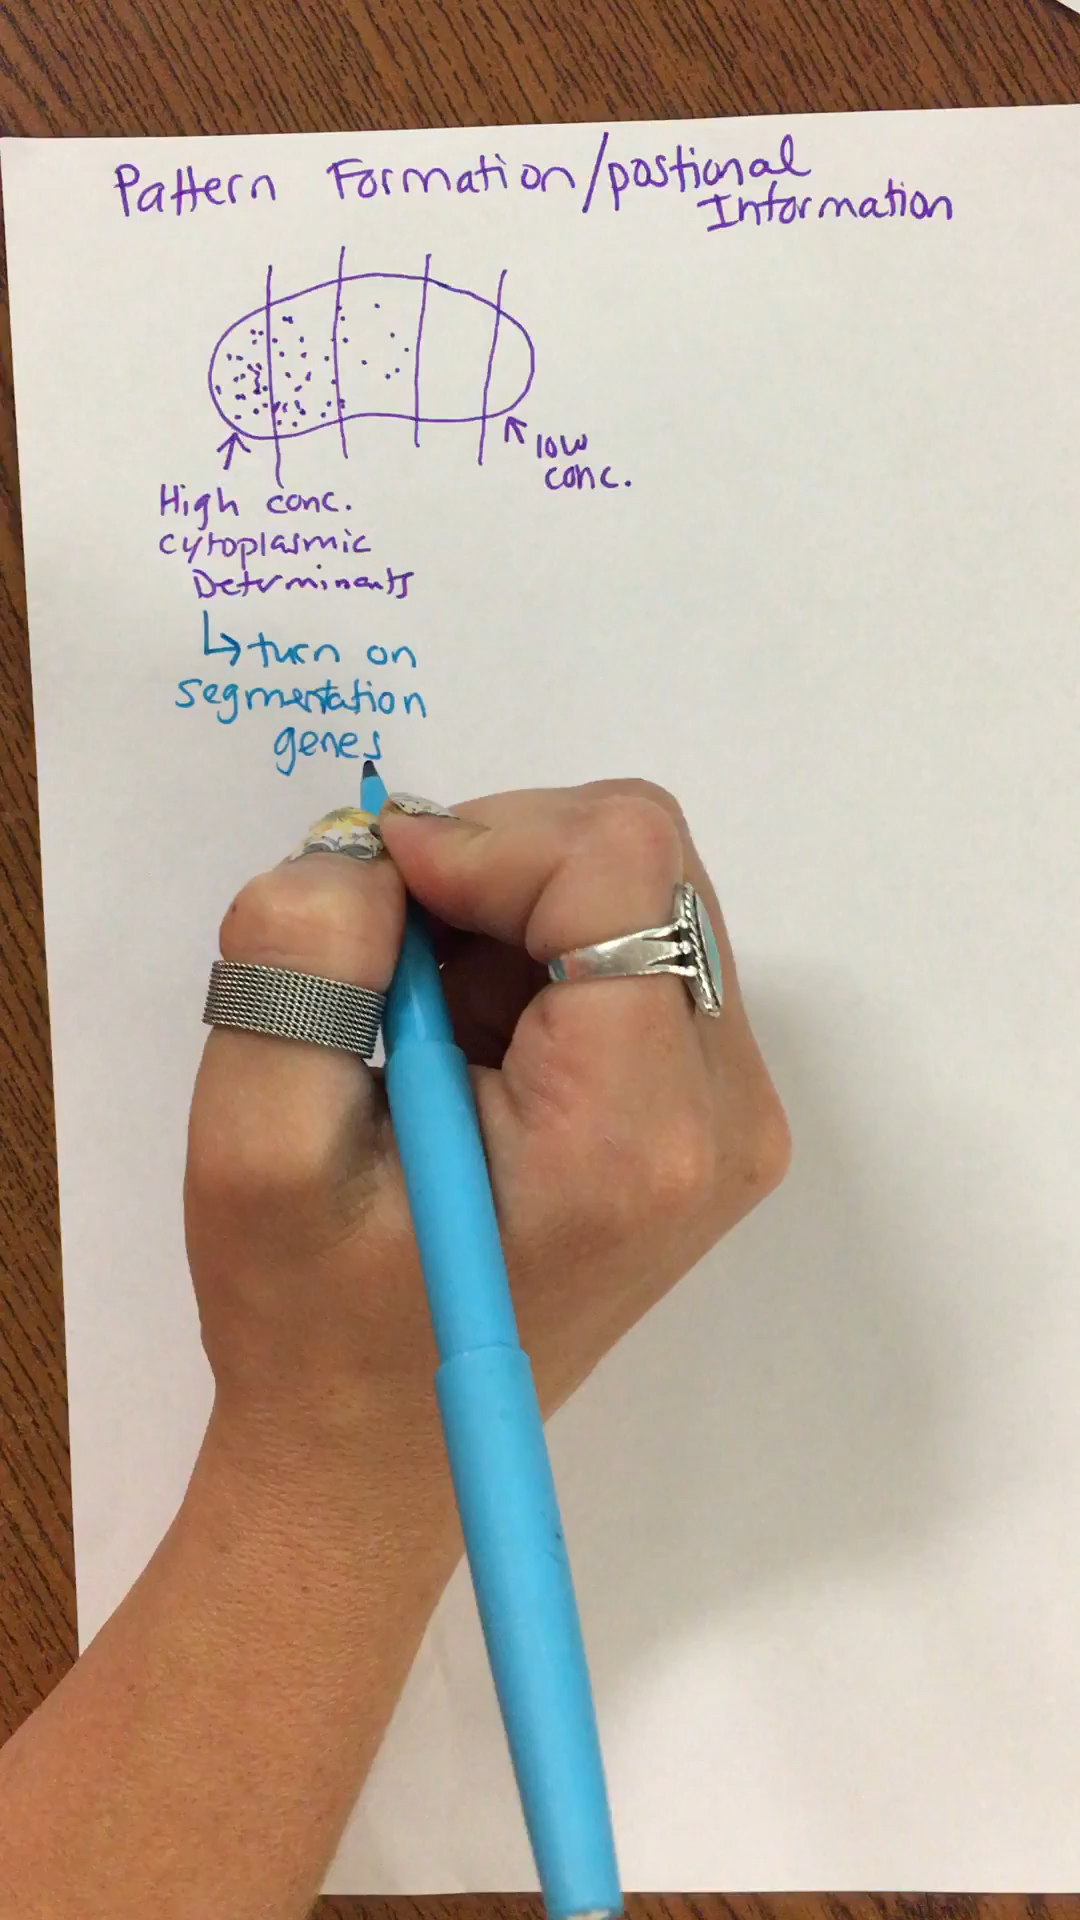 Pattern Formation/postional
Information
low
conc.
High conc.
cytoplasmic
Determinants
↳ turn on
segmentation
genes